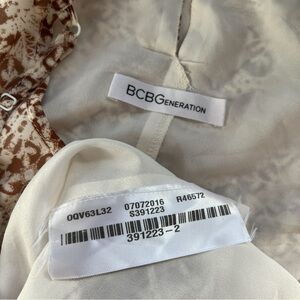 BCBGENERATION
0QV63L32 07072016 R46572
S391223
391223-2